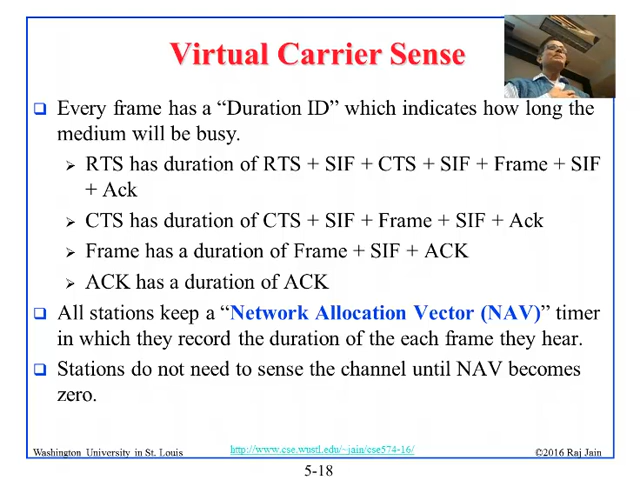 Virtual Carrier Sense
Every frame has a “Duration ID” which indicates how long the
medium will be busy.
RTS has duration of RTS + SIF + CTS + SIF + Frame + SIF
+ Ack
CTS has duration of CTS + SIF + Frame + SIF + Ack
Frame has a duration of Frame + SIF + ACK
ACK has a duration of ACK
All stations keep a “Network Allocation Vector (NAV)” timer
in which they record the duration of the each frame they hear.
Stations do not need to sense the channel until NAV becomes
zero.
Washington University in St. Louis
http://www.cse.wustl.edu/~jain/cse574-16/
©2016 Raj Jain
5-18